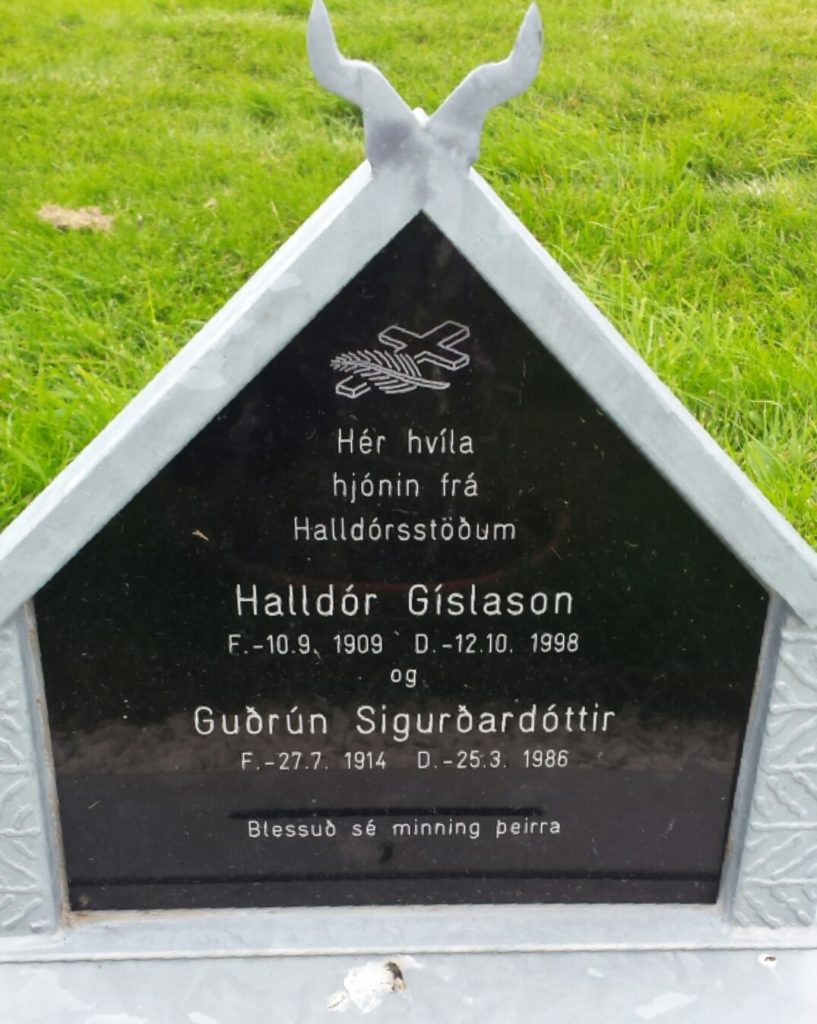 Hér hvíla
hjónin frá
Halldórsstöðum
Halldór Gíslason
F.-10.9. 1909 D.-12.10. 1998
og
Guðrún Sigurðardóttir
F.-27.7. 1914 D.-25.3. 1986
Blessuð sé minning þeirra